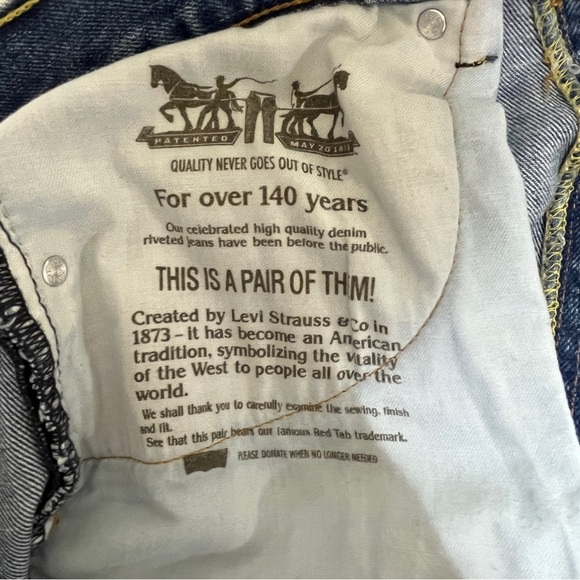 PATENTED MAY 20 1873
QUALITY NEVER GOES OUT OF STYLE®
For over 140 years
Our celebrated high quality denim
riveted jeans have been before the public.
THIS IS A PAIR OF THEM!
Created by Levi Strauss & Co in
1873 – it has become an American
tradition, symbolizing the vitality
of the West to people all over the
world.
We shall thank you to carefully examine the sewing, finish
and fit.
See that this pair bears our famous Red Tab trademark.
PLEASE DONATE WHEN NO LONGER NEEDED